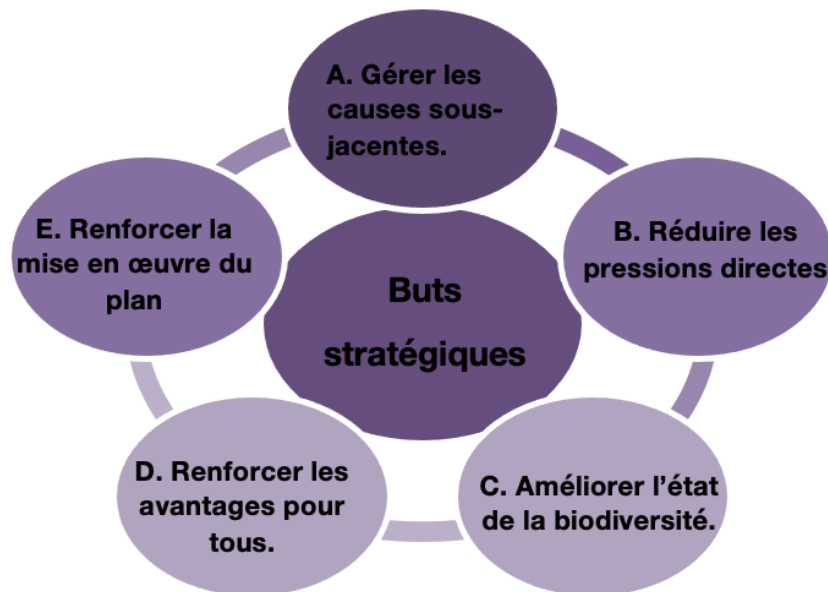 A. Gérer les
causes sous-
jacentes.
B. Réduire les
pressions directes
C. Améliorer l’état
de la biodiversité.
D. Renforcer les
avantages pour
tous.
E. Renforcer la
mise en œuvre du
plan
Buts
stratégiques